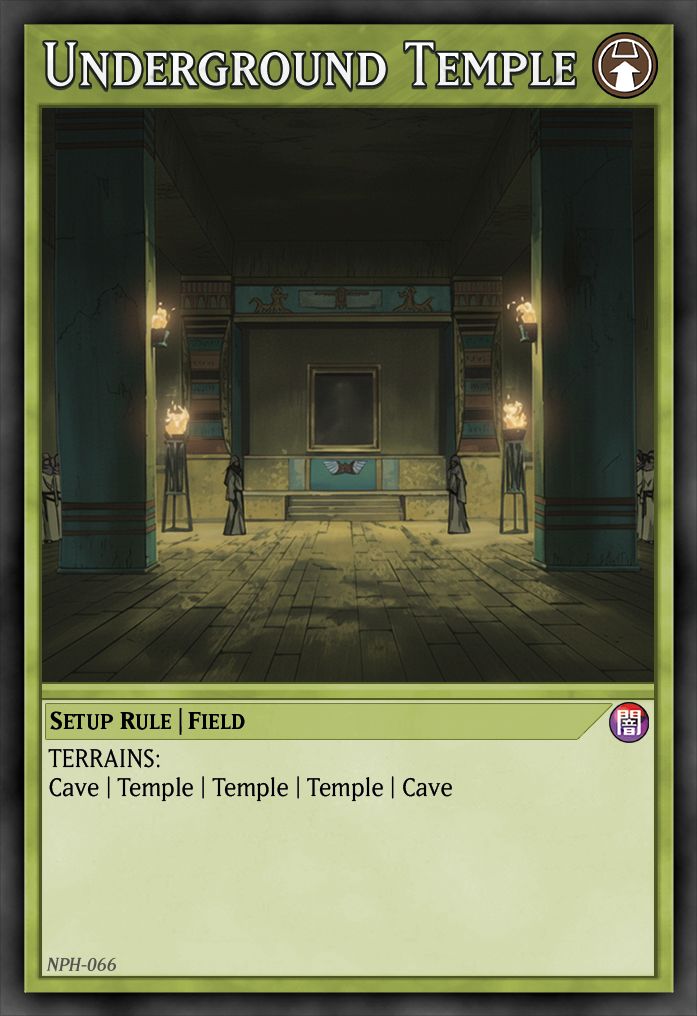 Underground Temple
Setup Rule | Field
闇
TERRAINS:
Cave | Temple | Temple | Temple | Cave
NPH-066